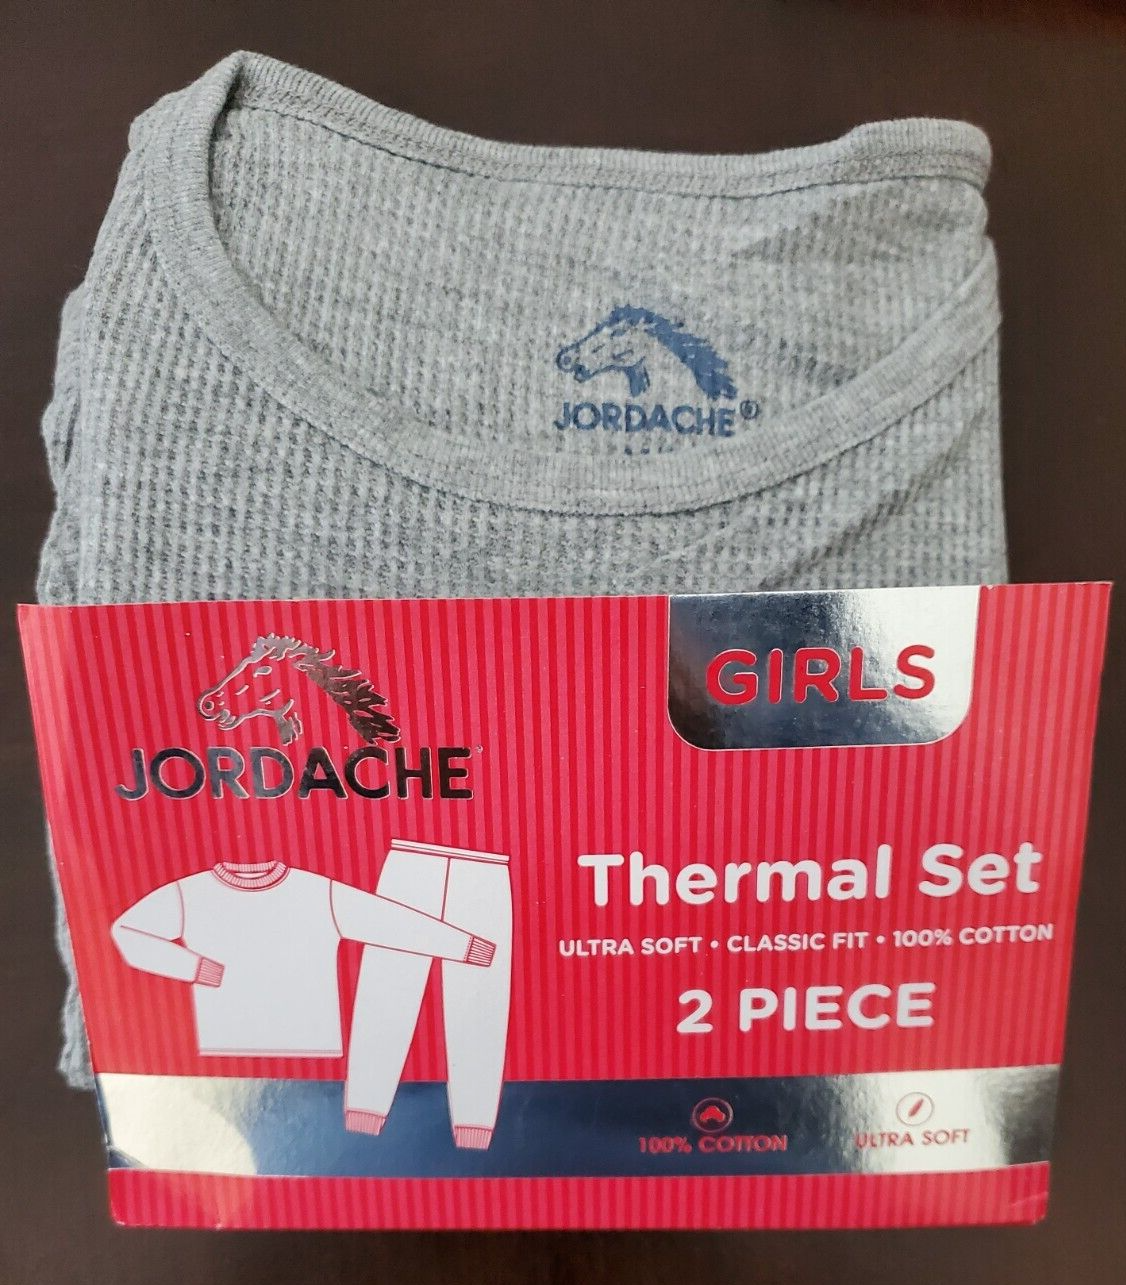 JORDACHE®
GIRLS
JORDACHE
Thermal Set
ULTRA SOFT • CLASSIC FIT • 100% COTTON
2 PIECE
100% COTTON
ULTRA SOFT